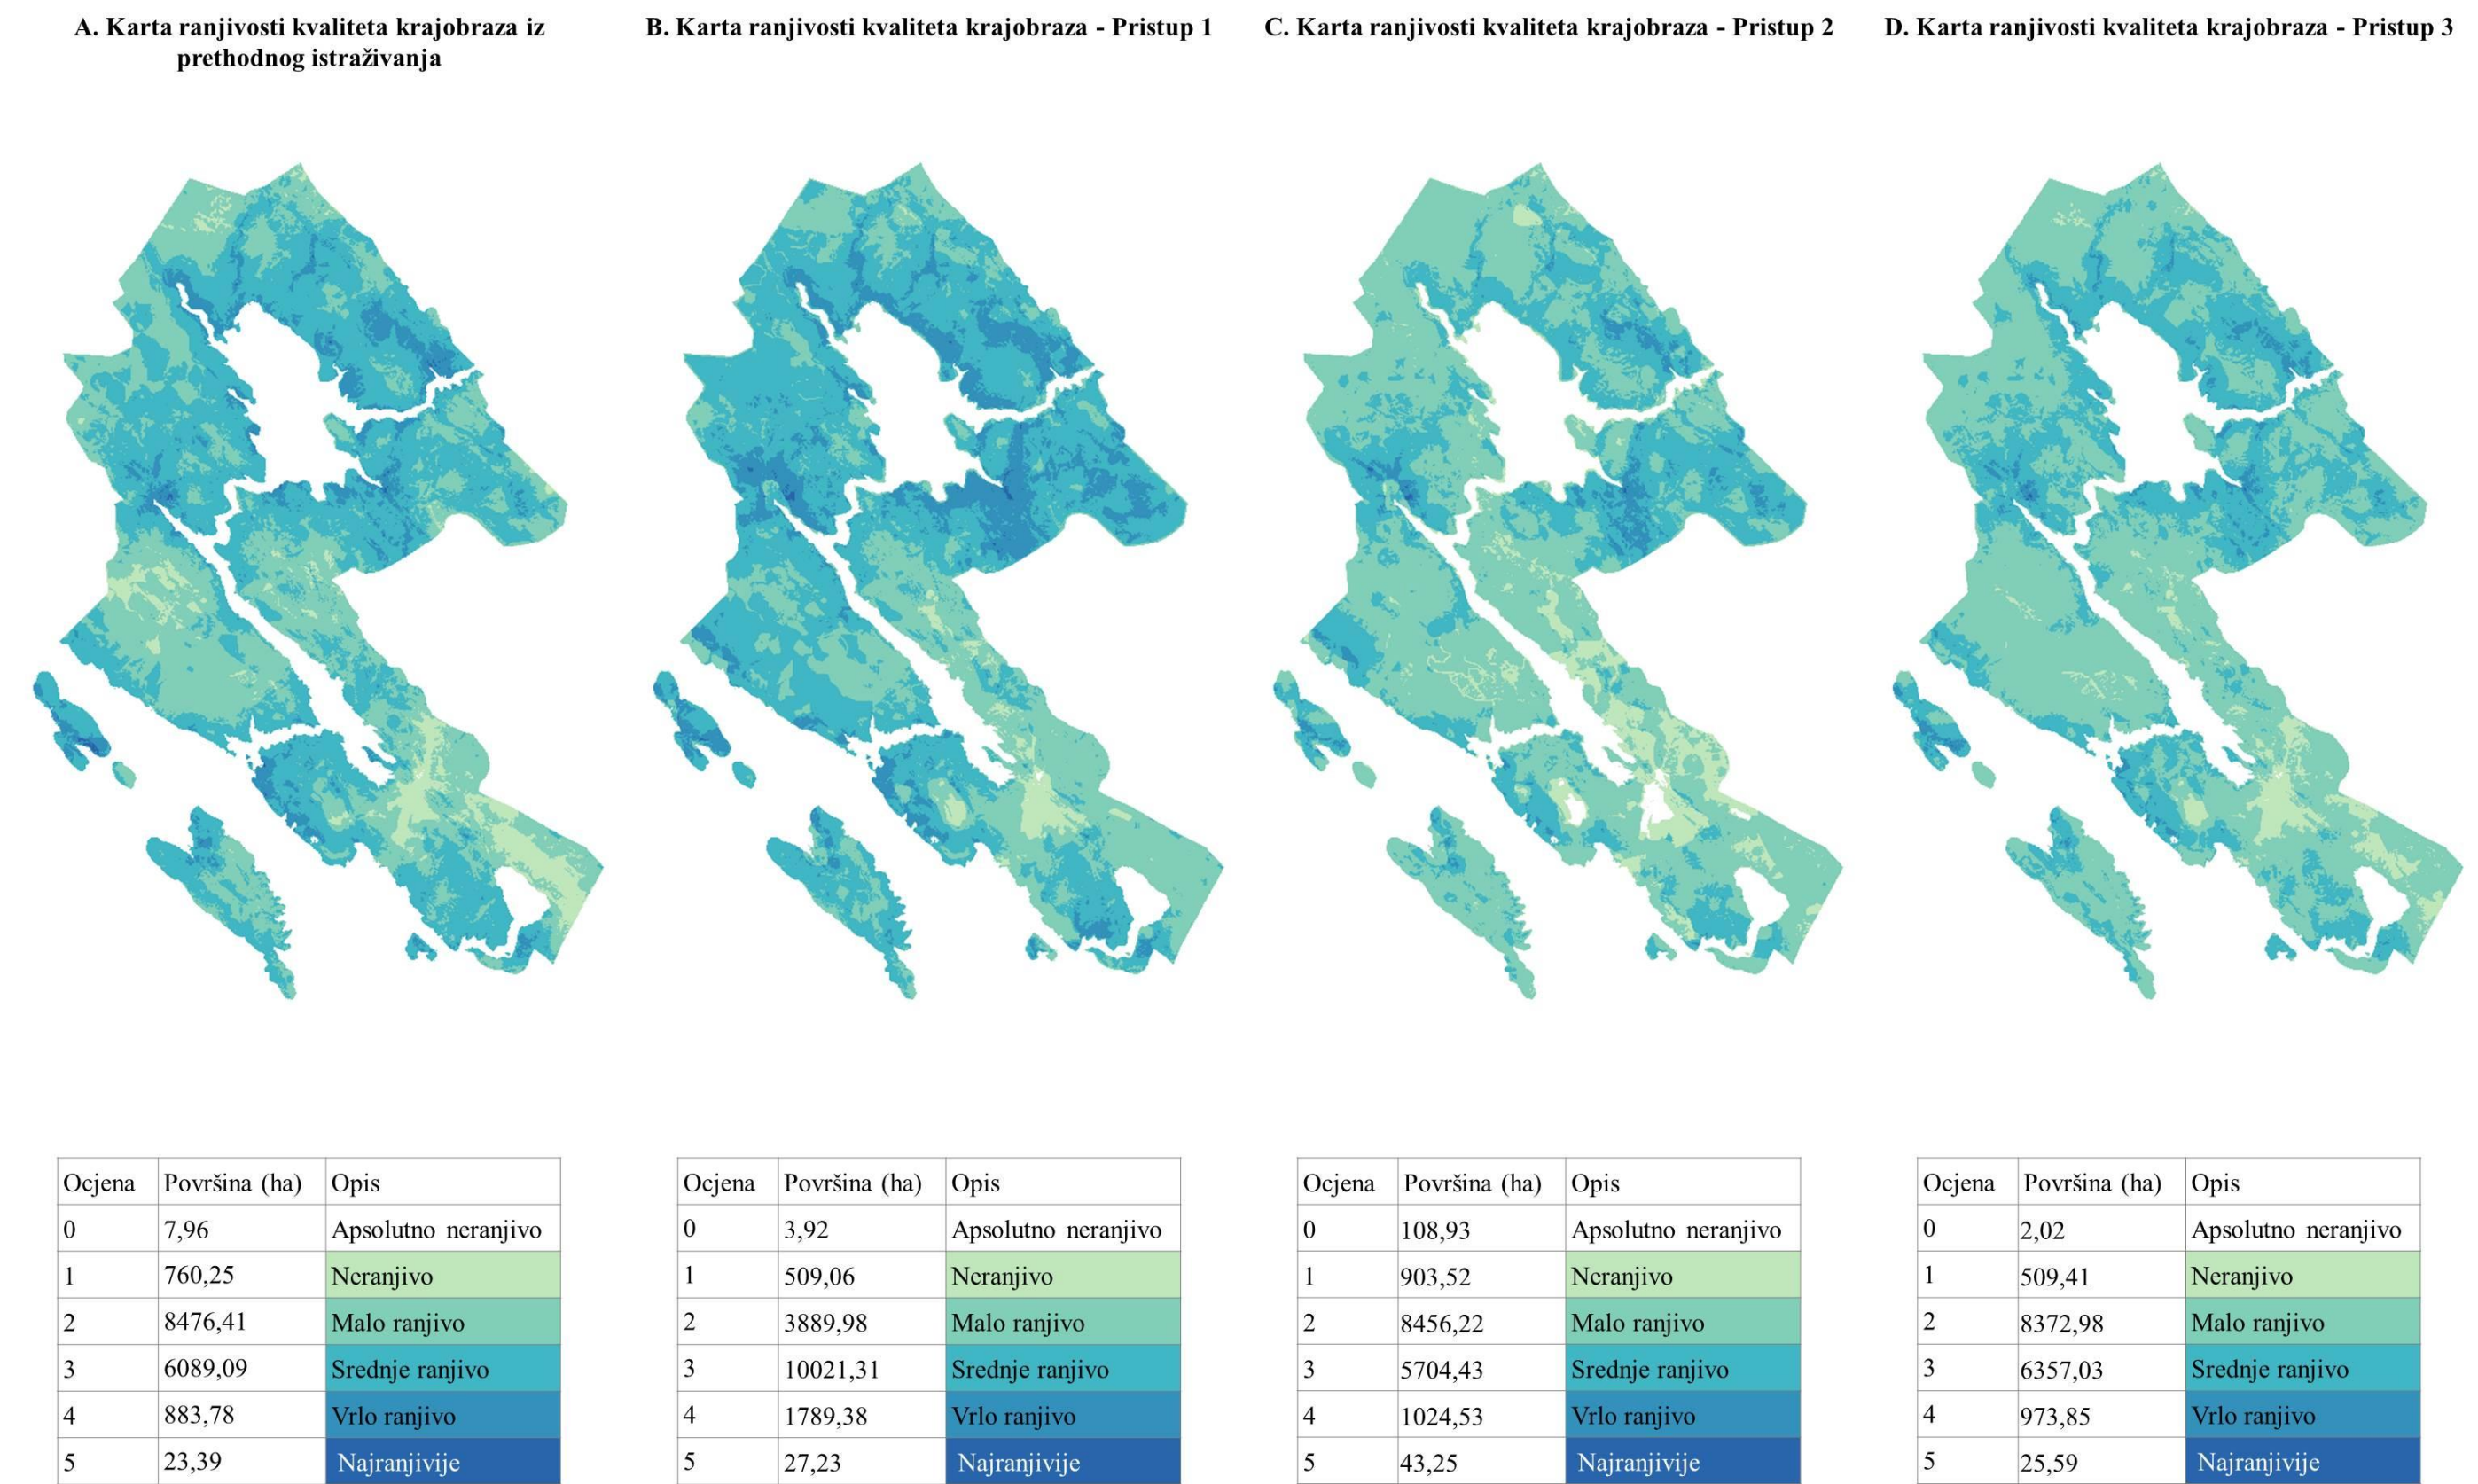 A. Karta ranjivosti kvaliteta krajobraza iz
prethodnog istraživanja
B. Karta ranjivosti kvaliteta krajobraza - Pristup 1
C. Karta ranjivosti kvaliteta krajobraza - Pristup 2
D. Karta ranjivosti kvaliteta krajobraza - Pristup 3
Ocjena Površina (ha) Opis
0 7,96 Apsolutno neranjivo
1 760,25 Neranjivo
2 8476,41 Malo ranjivo
3 6089,09 Srednje ranjivo
4 883,78 Vrlo ranjivo
5 23,39 Najranjivije
Ocjena Površina (ha) Opis
0 3,92 Apsolutno neranjivo
1 509,06 Neranjivo
2 3889,98 Malo ranjivo
3 10021,31 Srednje ranjivo
4 1789,38 Vrlo ranjivo
5 27,23 Najranjivije
Ocjena Površina (ha) Opis
0 108,93 Apsolutno neranjivo
1 903,52 Neranjivo
2 8456,22 Malo ranjivo
3 5704,43 Srednje ranjivo
4 1024,53 Vrlo ranjivo
5 43,25 Najranjivije
Ocjena Površina (ha) Opis
0 2,02 Apsolutno neranjivo
1 509,41 Neranjivo
2 8372,98 Malo ranjivo
3 6357,03 Srednje ranjivo
4 973,85 Vrlo ranjivo
5 25,59 Najranjivije